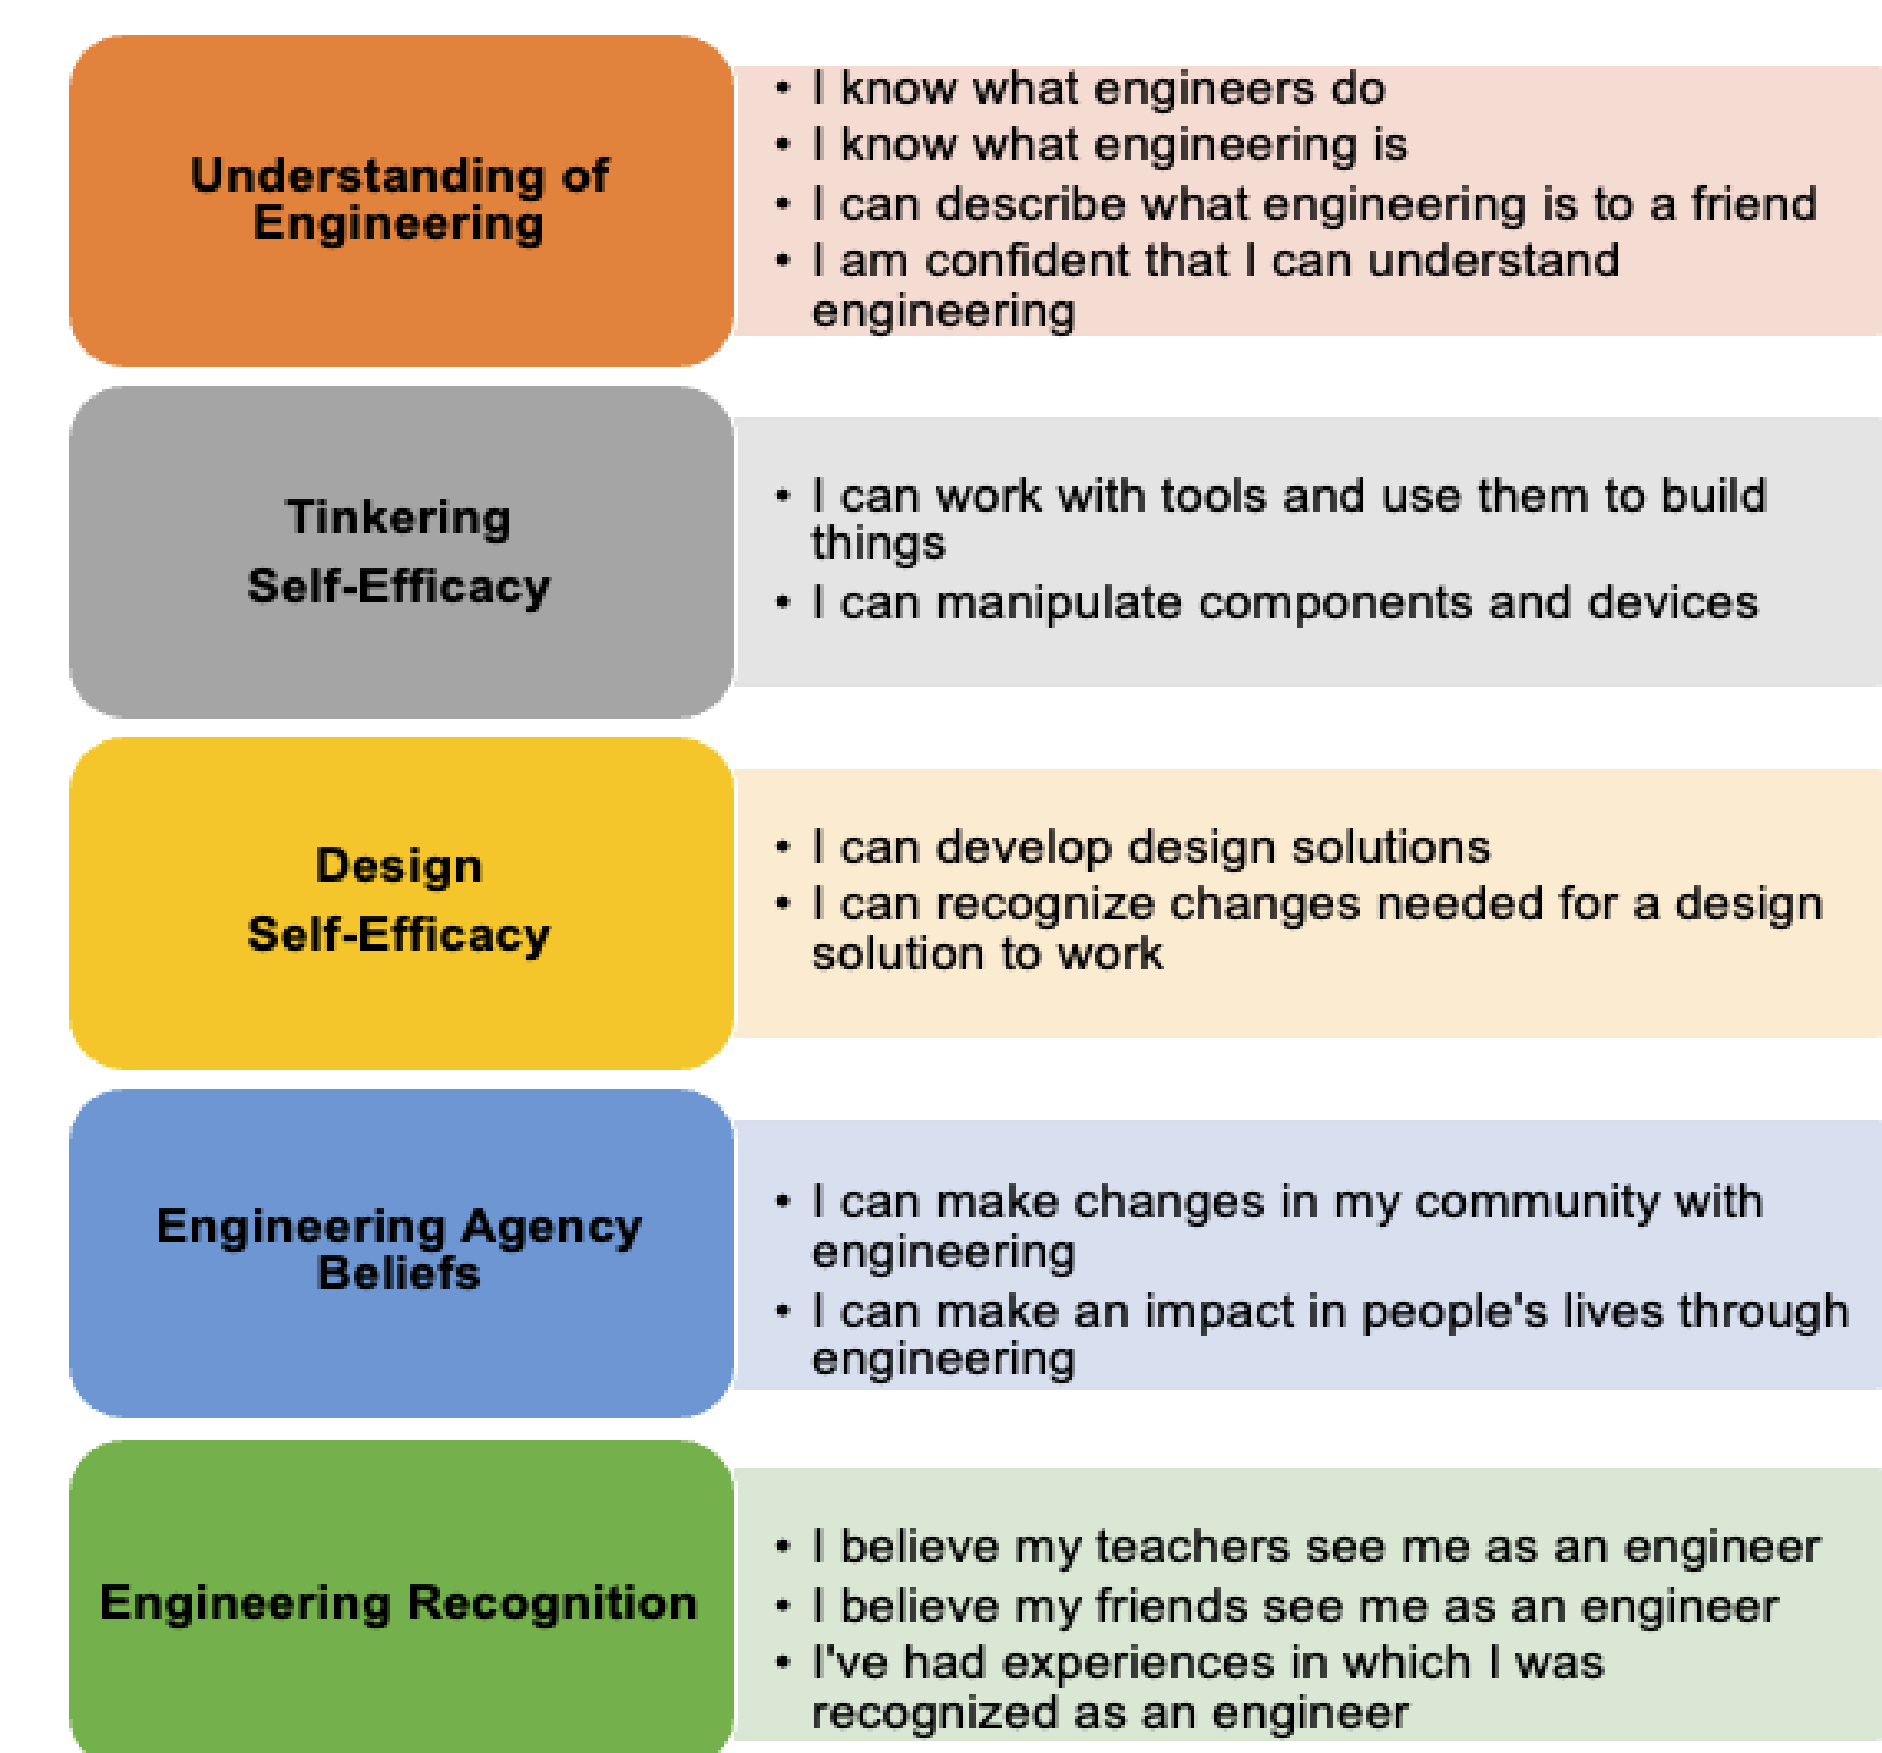 Understanding of
Engineering
• I know what engineers do
• I know what engineering is
• I can describe what engineering is to a friend
• I am confident that I can understand
engineering
Tinkering
Self-Efficacy
• I can work with tools and use them to build
things
• I can manipulate components and devices
Design
Self-Efficacy
• I can develop design solutions
• I can recognize changes needed for a design
solution to work
Engineering Agency
Beliefs
• I can make changes in my community with
engineering
• I can make an impact in people's lives through
engineering
Engineering Recognition
• I believe my teachers see me as an engineer
• I believe my friends see me as an engineer
• I've had experiences in which I was
recognized as an engineer